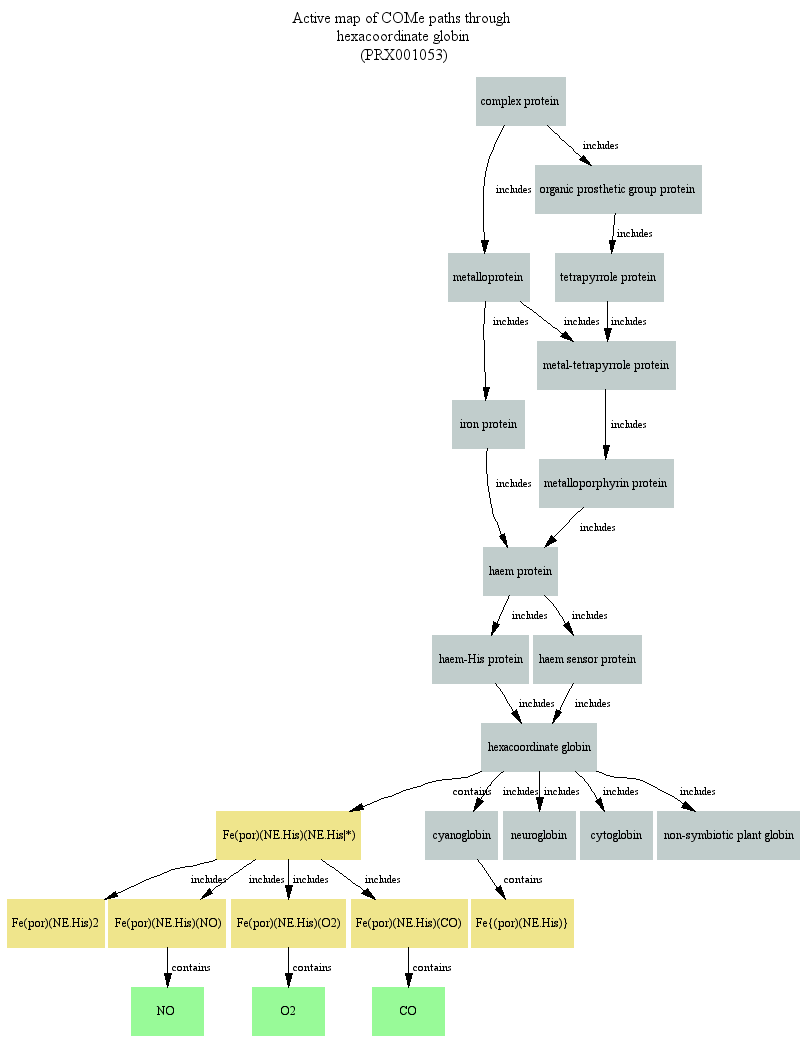 Active map of COMe paths through
hexacoordinate globin
(PRX001053)
complex protein
includes
organic prosthetic group protein
includes
includes
metalloprotein
tetrapyrrole protein
includes
includes
includes
metal-tetrapyrrole protein
iron protein
includes
includes
metalloporphyrin protein
includes
haem protein
includes
includes
haem-His protein
haem sensor protein
includes
includes
hexacoordinate globin
contains
includes
includes
includes
includes
Fe(por)(NE.His)(NE.His|*)
cyanoglobin
neuroglobin
cytoglobin
non-symbiotic plant globin
includes
includes
includes
includes
contains
Fe(por)(NE.His)2
Fe(por)(NE.His)(NO)
Fe(por)(NE.His)(O2)
Fe(por)(NE.His)(CO)
Fe{(por)(NE.His)}
contains
contains
contains
NO
O2
CO